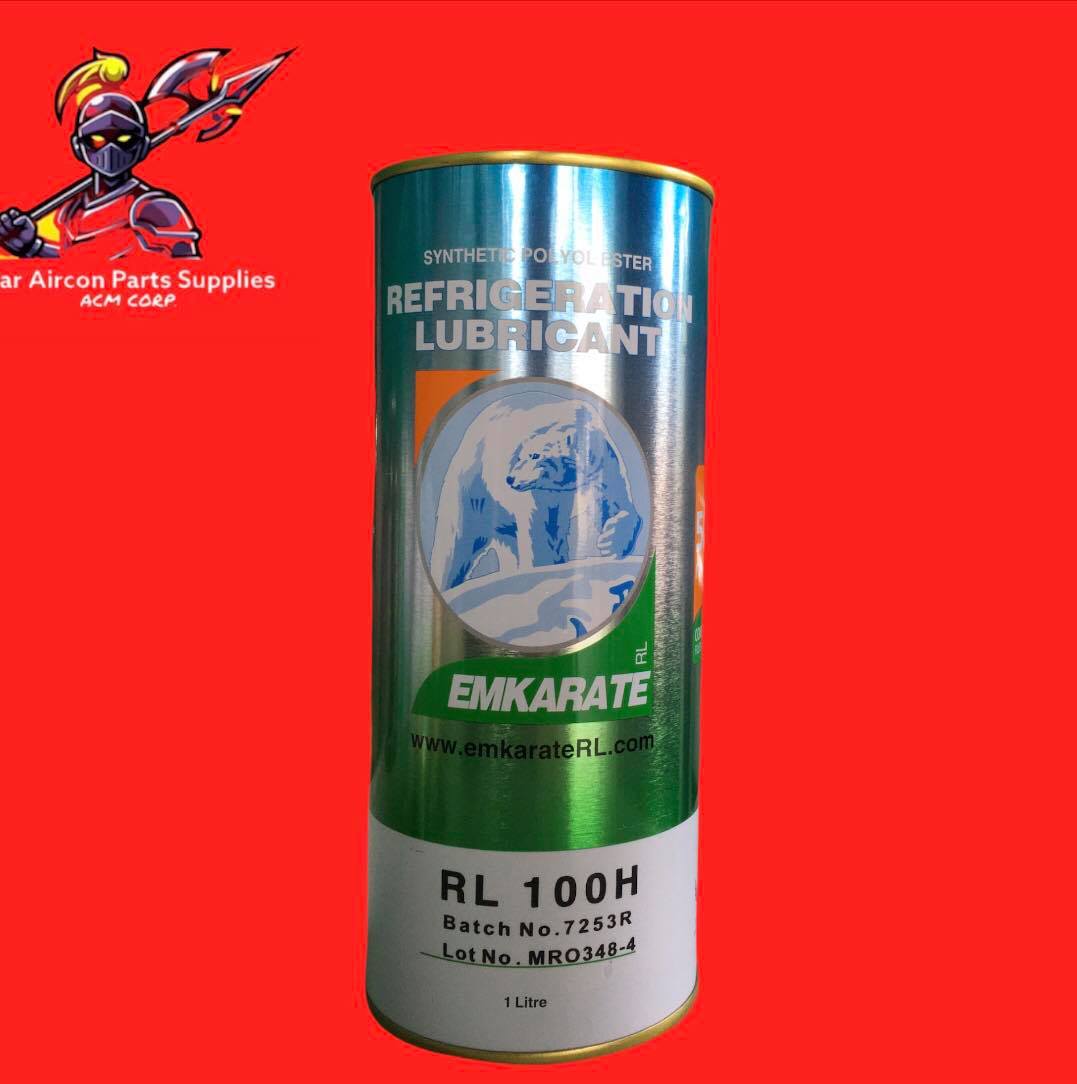 ar Aircon Parts Supplies
ACM CORP.
SYNTHETIC POLYOL ESTER
REFRIGERATION
LUBRICANT
RL
EMKARATE
www.emkarateRL.com
RL 100H
Batch No.7253R
Lot No. MRO348-4
1 Litre